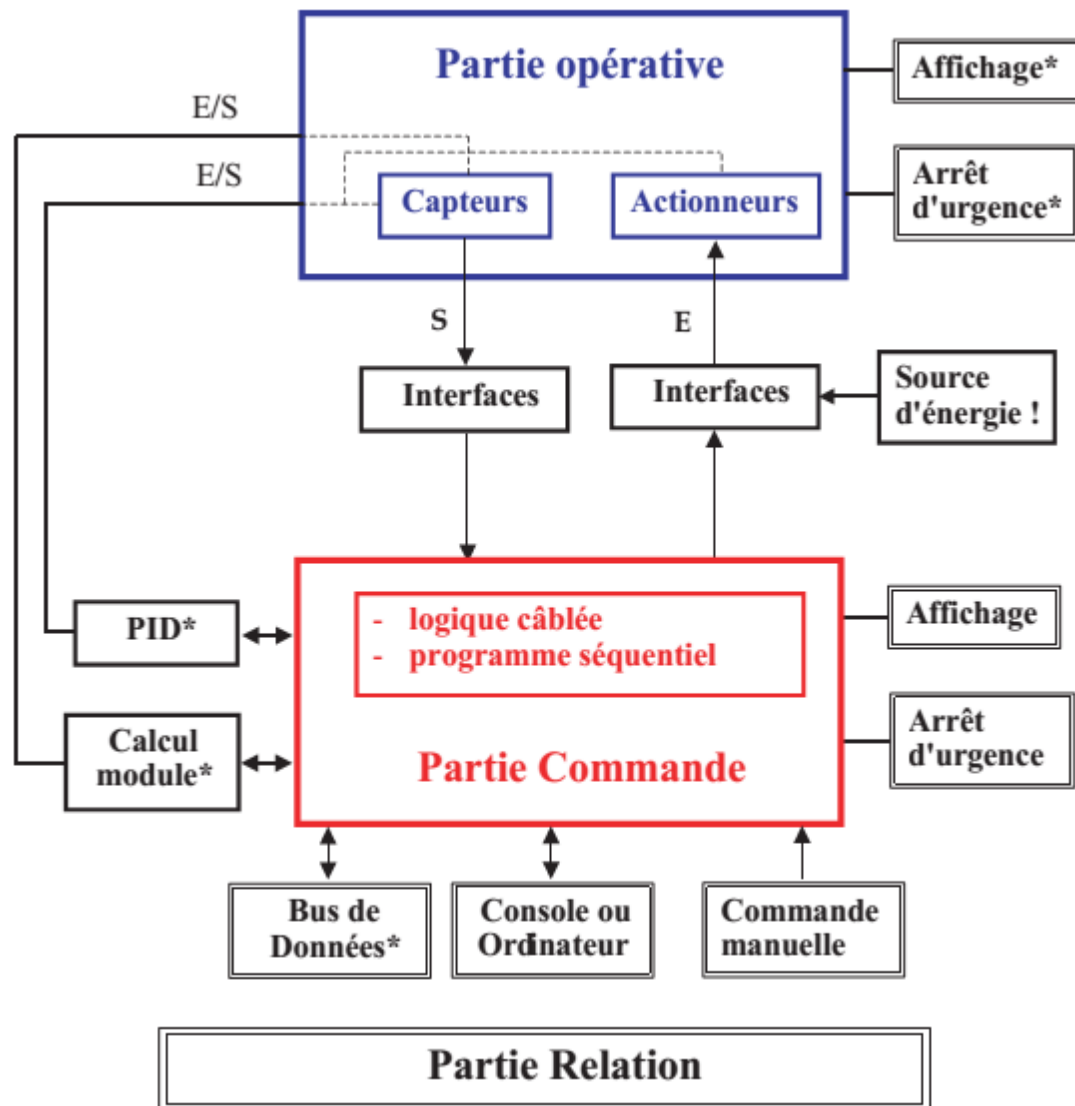 Partie opérative
Affichage*
E/S
E/S
Arrêt
d'urgence*
Capteurs
Actionneurs
S
E
Interfaces
Interfaces
Source
d'énergie !
- logique câblée
- programme séquentiel
PID*
Affichage
Calcul
module*
Partie Commande
Arrêt
d'urgence
Bus de
Données*
Console ou
Ordinateur
Commande
manuelle
Partie Relation